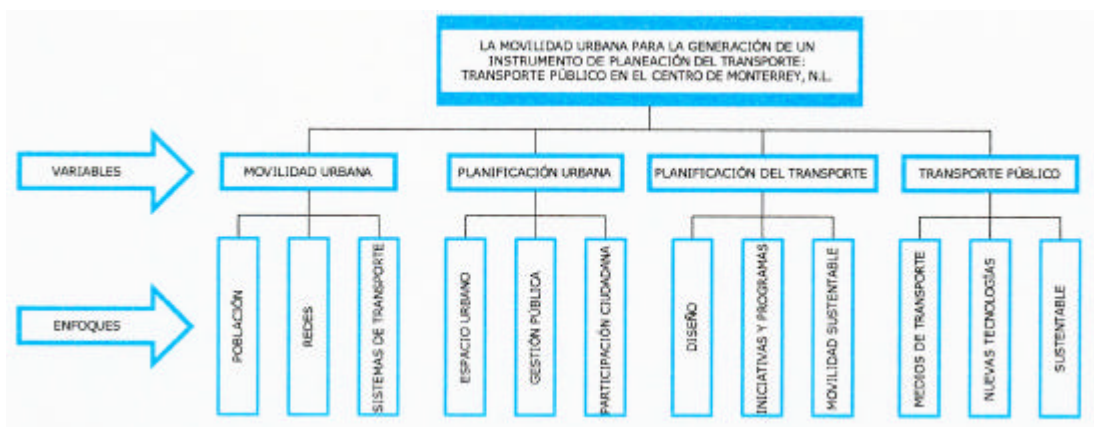 LA MOVILIDAD URBANA PARA LA GENERACIÓN DE UN
INSTRUMENTO DE PLANEACIÓN DEL TRANSPORTE:
TRANSPORTE PÚBLICO EN EL CENTRO DE MONTERREY, N.L.
VARIABLES
MOVILIDAD URBANA
PLANIFICACIÓN URBANA
PLANIFICACIÓN DEL TRANSPORTE
TRANSPORTE PÚBLICO
ENFOQUES
POBLACIÓN
REDES
SISTEMAS DE TRANSPORTE
ESPACIO URBANO
GESTIÓN PÚBLICA
PARTICIPACIÓN CIUDADANA
DISEÑO
INICIATIVAS Y PROGRAMAS
MOVILIDAD SUSTENTABLE
MEDIOS DE TRANSPORTE
NUEVAS TECNOLOGÍAS
SUSTENTABLE